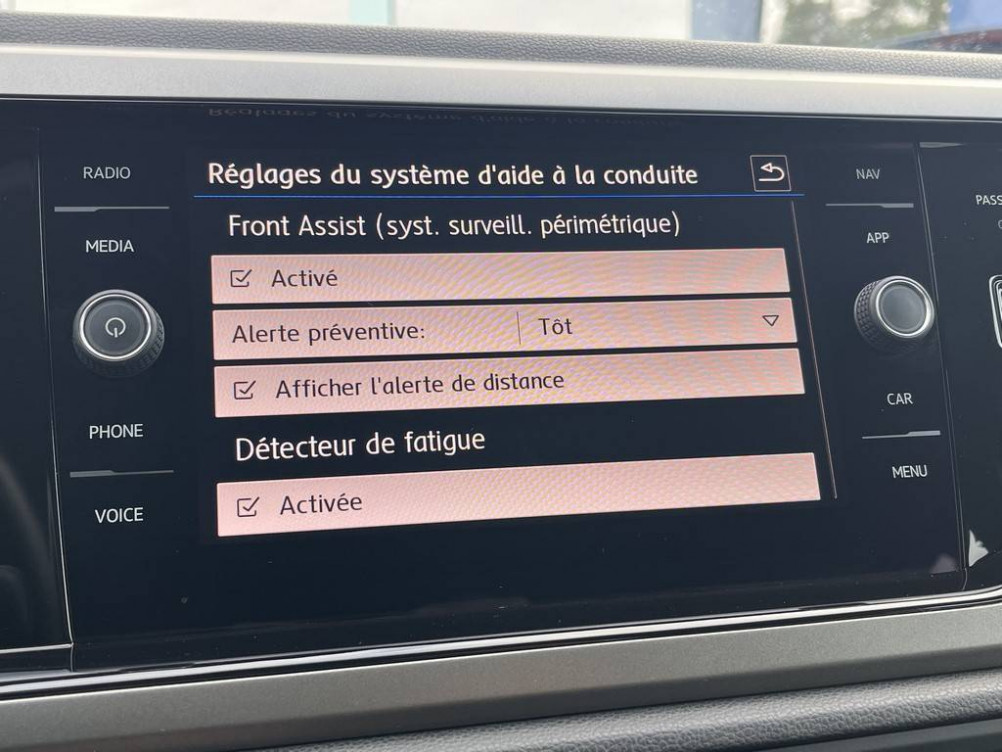 RADIO
MEDIA
PHONE
VOICE
Réglages du système d'aide à la conduite
Front Assist (syst. surveill. périmétrique)
Activé
Alerte préventive: Tôt
Afficher l'alerte de distance
Détecteur de fatigue
Activée
NAV
APP
CAR
MENU
PASS